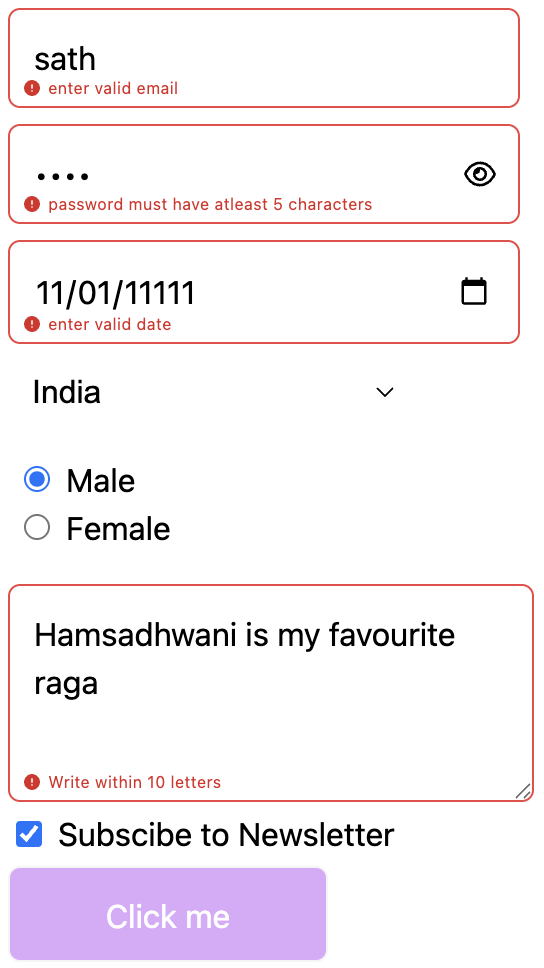 sath
enter valid email
••••
password must have atleast 5 characters
11/01/11111
enter valid date
India
Male
Female
Hamsadhwani is my favourite
raga
Write within 10 letters
Subscibe to Newsletter
Click me